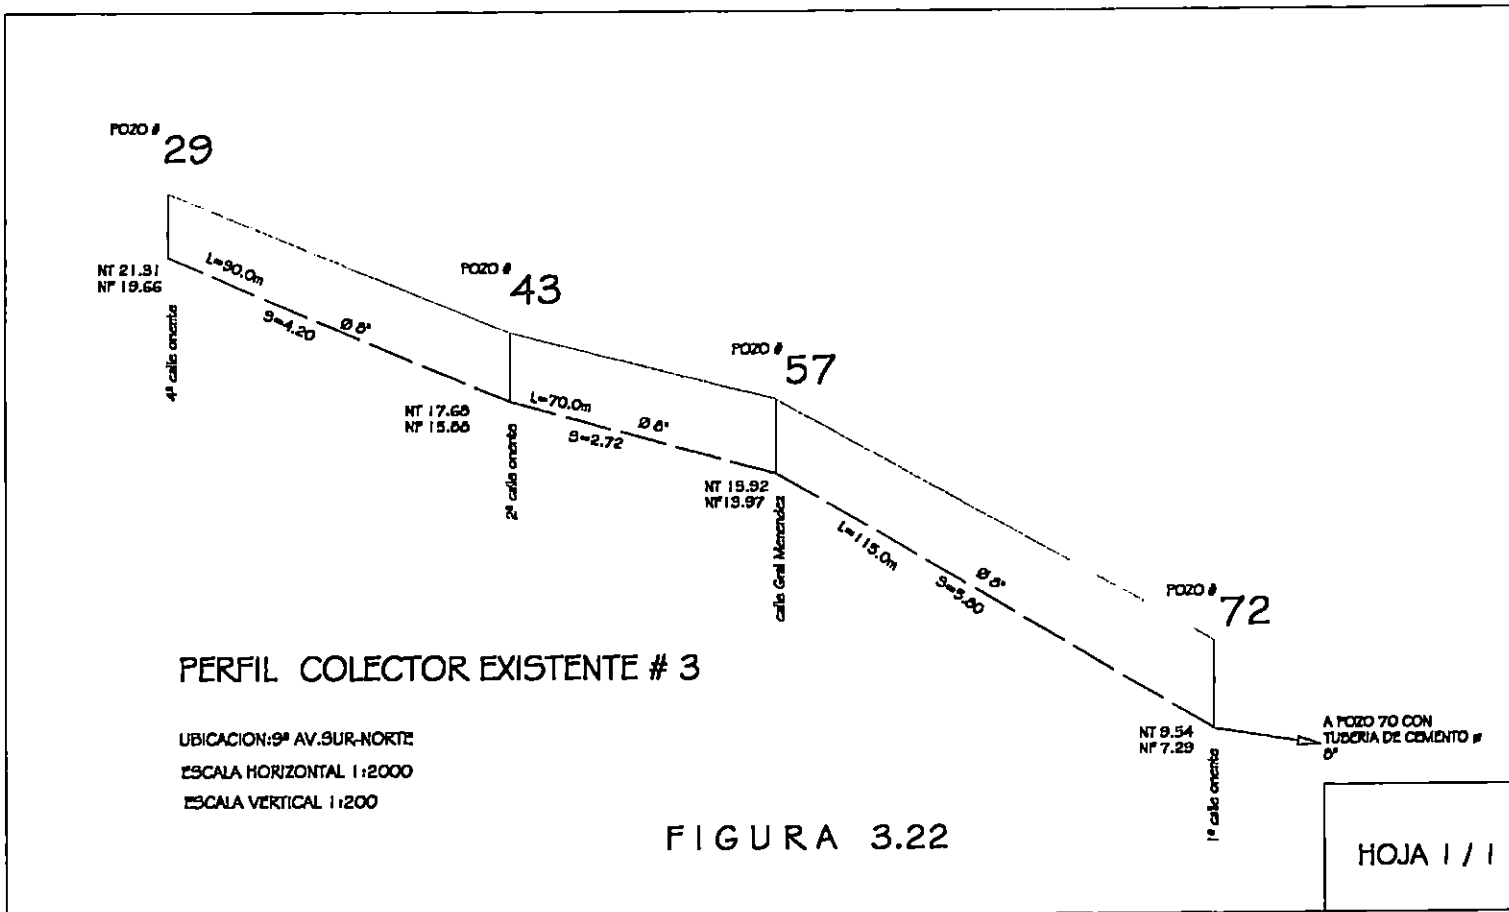 POZO #
29
NT 21.31
NF 19.66
4ª calle oriente
L=90.0m
S=4.20
Ø 8"
POZO #
43
NT 17.68
NF 15.88
2ª calle oriente
L=70.0m
S=2.72
Ø 8"
POZO #
57
NT 15.92
NF 13.97
calle Gral Menendez
L=115.0m
S=5.80
Ø 8"
POZO #
72
NT 9.54
NF 7.29
1ª calle oriente
A POZO 70 CON
TUBERIA DE CEMENTO ø
8"
PERFIL COLECTOR EXISTENTE # 3
UBICACION:9ª AV.SUR-NORTE
ESCALA HORIZONTAL 1:2000
ESCALA VERTICAL 1:200
FIGURA 3.22
HOJA 1 / 1